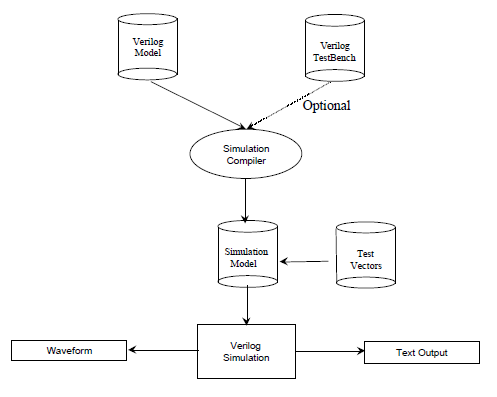 Verilog
Model
Verilog
TestBench
Optional
Simulation
Compiler
Simulation
Model
Test
Vectors
Waveform
Verilog
Simulation
Text Output